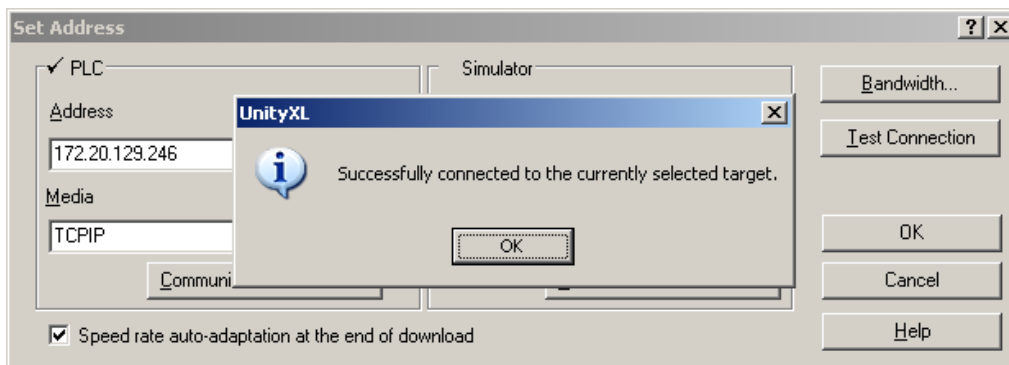 Set Address
PLC
Simulator
Bandwidth...
Address
UnityXL
Test Connection
172.20.129.246
Successfully connected to the currently selected target.
Media
TCPIP
OK
OK
Communi
Cancel
Speed rate auto-adaptation at the end of download
Help